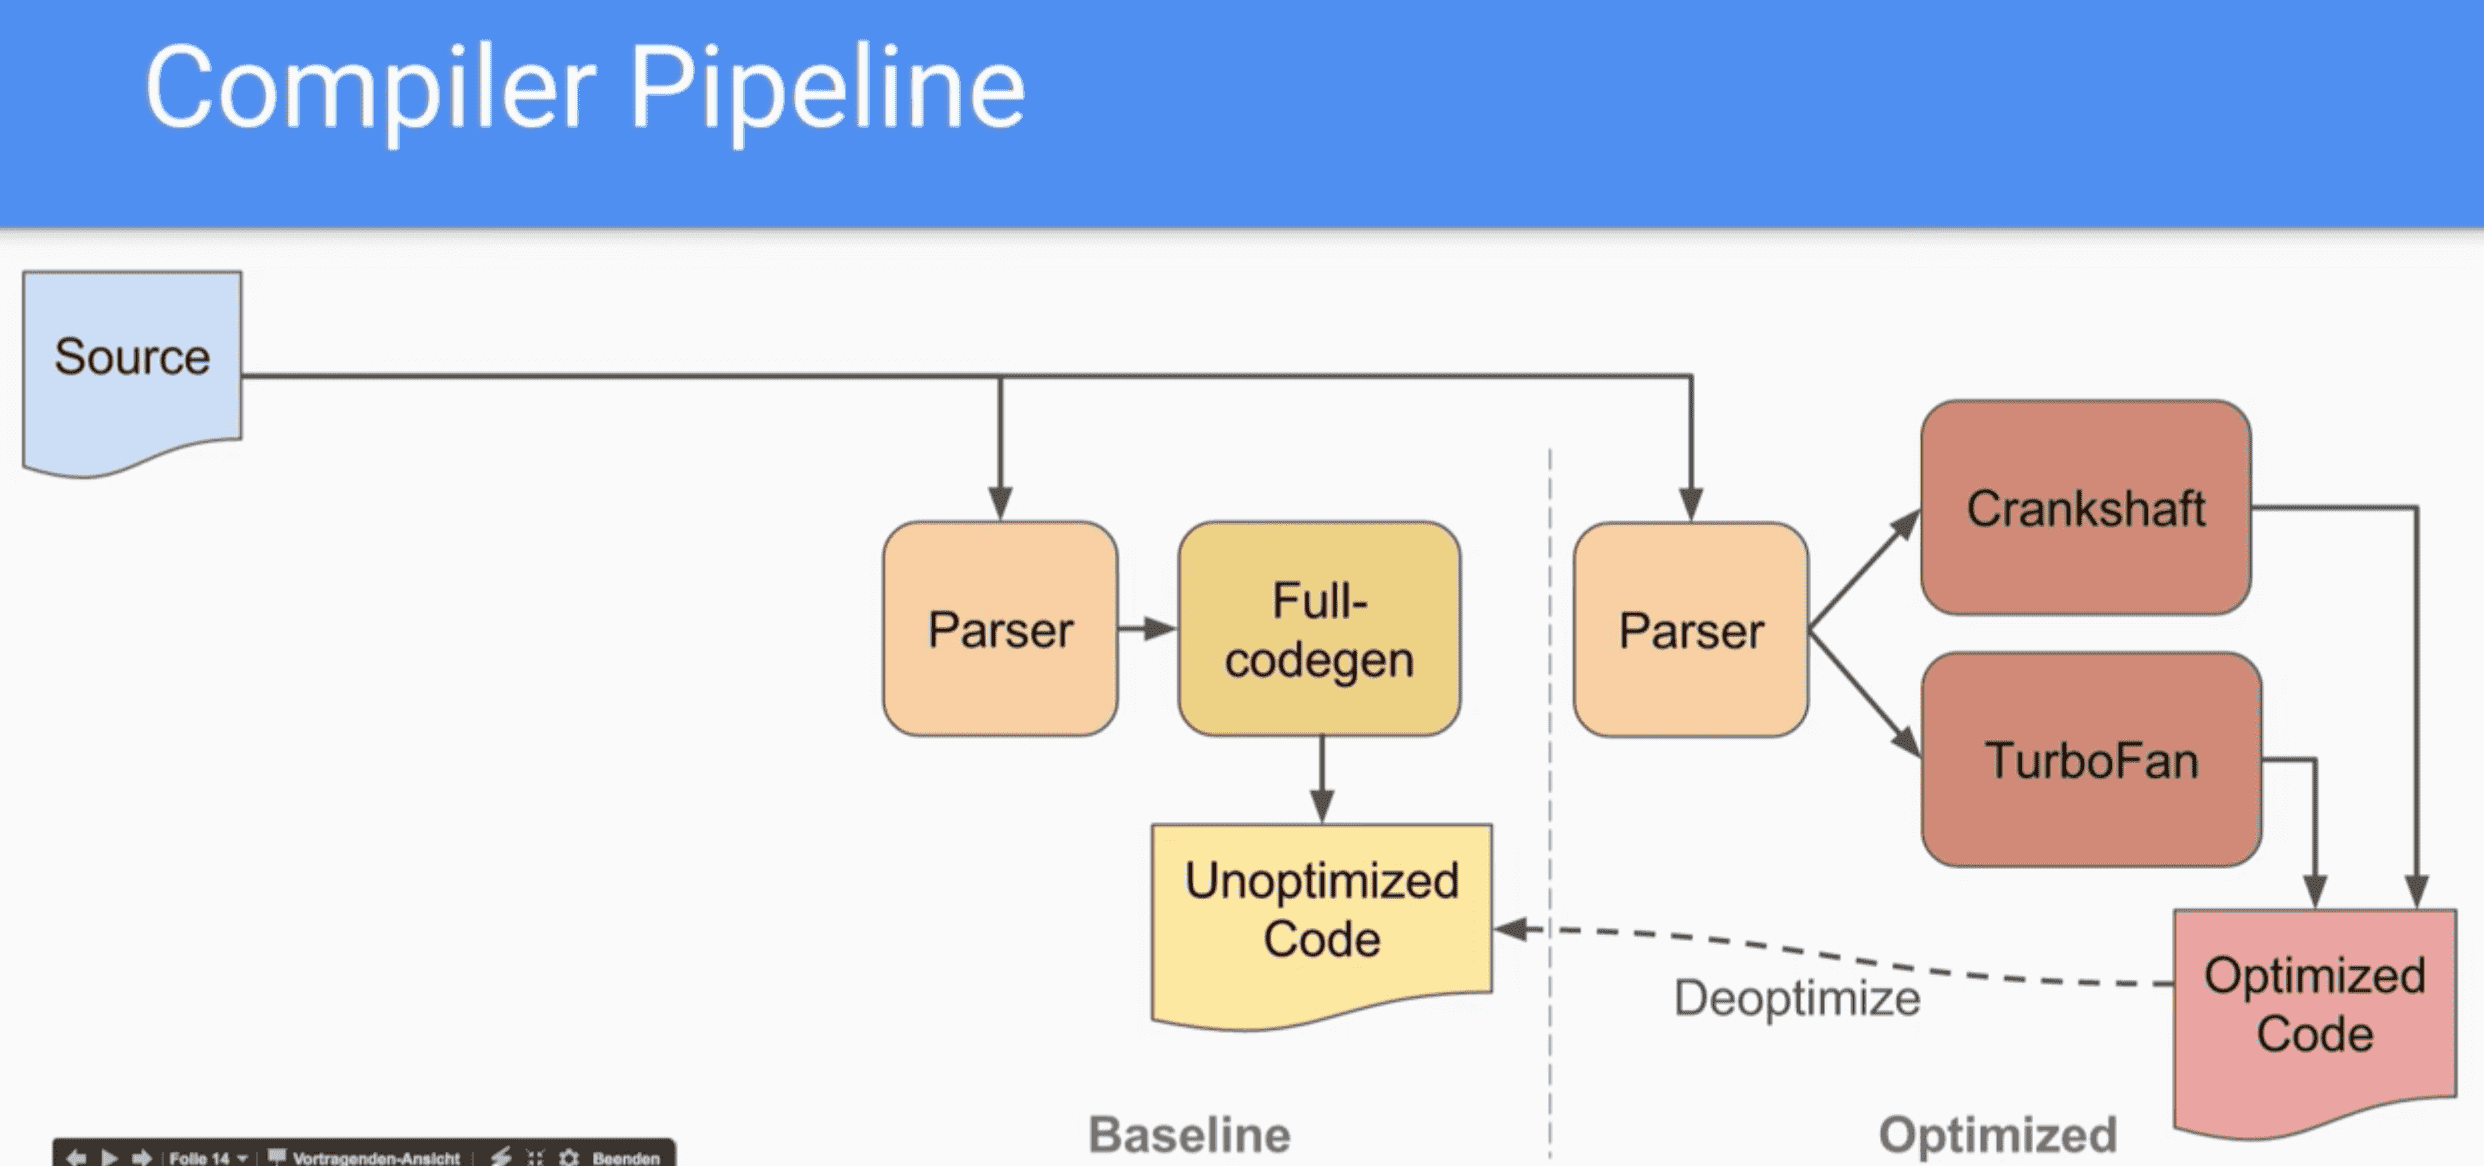 Compiler Pipeline
Source
Parser
Full-
codegen
Unoptimized
Code
Parser
Crankshaft
TurboFan
Optimized
Code
Deoptimize
Baseline
Optimized
Folie 14
Vortragenden-Ansicht
Beenden